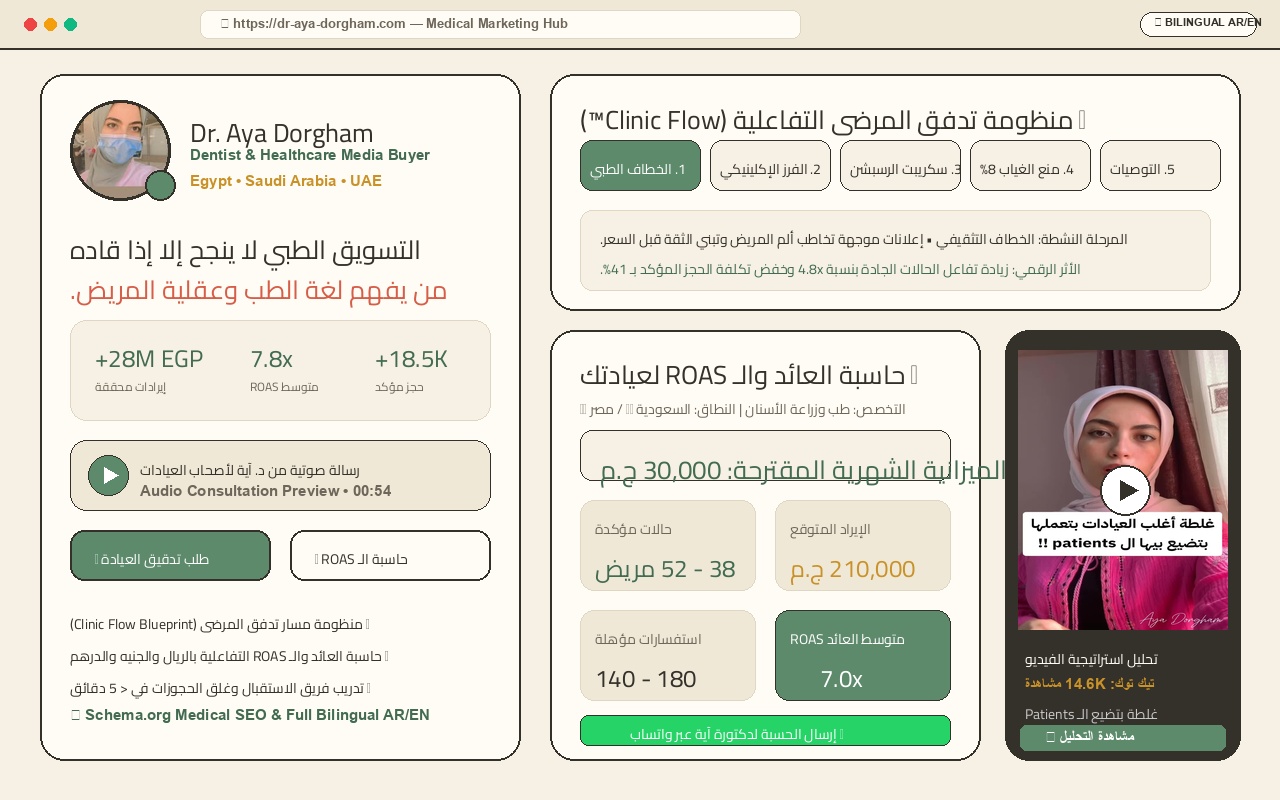 https://dr-aya-dorgham.com — Medical Marketing Hub
BILINGUAL AR/EN
Dr. Aya Dorgham
Dentist & Healthcare Media Buyer
Egypt • Saudi Arabia • UAE
التسويق الطبي لا ينجح إلا إذا قاده
من يفهم لغة الطب وعقلية المريض.
+28M EGP
إيرادات محققة
7.8x
متوسط ROAS
+18.5K
حجز مؤكد
رسالة صوتية من د. آية لأصحاب العيادات
Audio Consultation Preview • 00:54
طلب تدقيق العيادة
حاسبة الـ ROAS
منظومة مسار تدفق المرضى (Clinic Flow Blueprint)
حاسبة العائد والـ ROAS التفاعلية بالريال والجنيه والدرهم
تدريب فريق الاستقبال وغلق الحجوزات في < 5 دقائق
Schema.org Medical SEO & Full Bilingual AR/EN
منظومة تدفق المرضى التفاعلية (Clinic Flow™)
1. الخطاف الطبي
2. الفرز الإكلينيكي
3. سكريبت الرسبشن
4. منع الغياب 8%
5. التوصيات
المرحلة النشطة: الخطاف التثقيفي • إعلانات موجهة تخاطب ألم المريض وتبني الثقة قبل السعر.
الأثر الرقمي: زيادة تفاعل الحالات الجادة بنسبة 4.8x وخفض تكلفة الحجز المؤكد بـ 41%.
حاسبة العائد والـ ROAS لعيادتك
التخصص: طب وزراعة الأسنان | النطاق: السعودية / مصر
الميزانية الشهرية المقترحة: 30,000 ج.م
حالات مؤكدة
38 - 52 مريض
الإيراد المتوقع
210,000 ج.م
استفسارات مؤهلة
140 - 180
متوسط العائد ROAS
7.0x
إرسال الحسبة لدكتورة آية عبر واتساب
غلطة أغلب العيادات بتعملها
بتضيع بيها ال patients !!
Aya Dorgham
تحليل استراتيجية الفيديو
تيك توك: 14.6K مشاهدة
غلطة بتضيع الـ Patients
مشاهدة التحليل